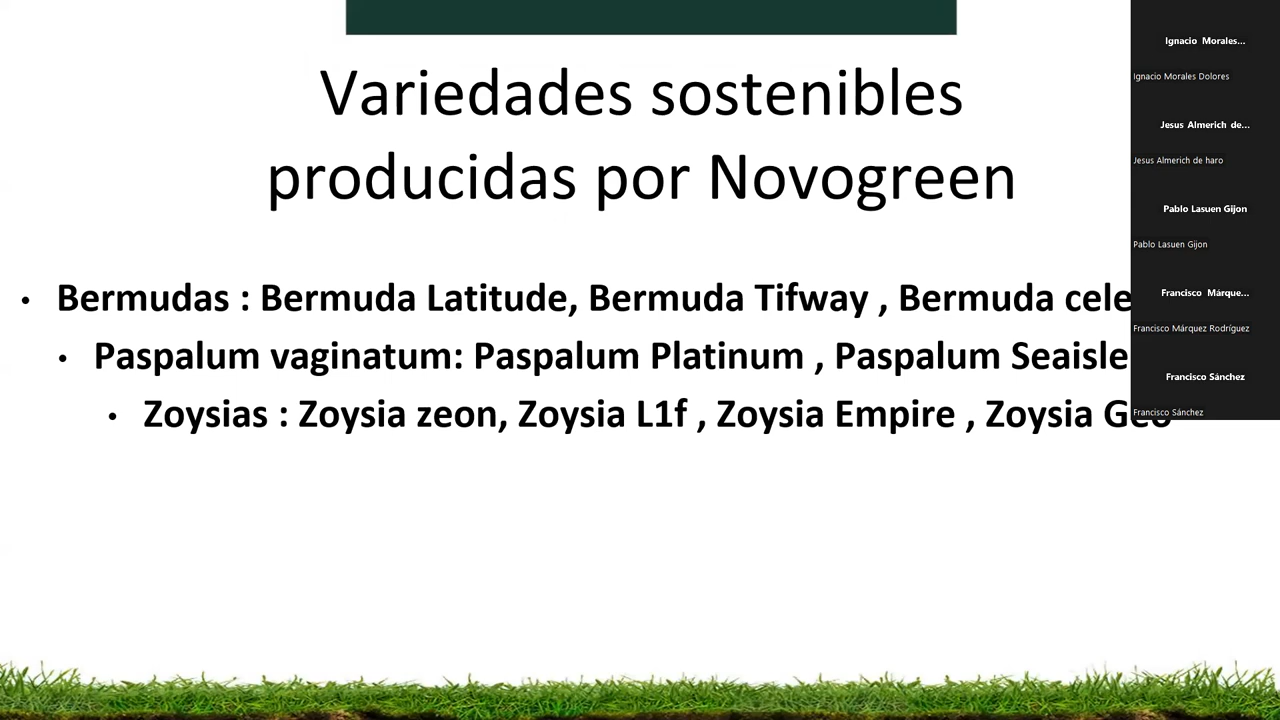 Variedades sostenibles
producidas por Novogreen
• Bermudas : Bermuda Latitude, Bermuda Tifway , Bermuda cele
• Paspalum vaginatum: Paspalum Platinum , Paspalum Seaisle
• Zoysias : Zoysia zeon, Zoysia L1f , Zoysia Empire , Zoysia Geo
Ignacio Morales...
Ignacio Morales Dolores
Jesus Almerich de...
Jesus Almerich de haro
Pablo Lasuen Gijon
Pablo Lasuen Gijon
Francisco Márque...
Francisco Márquez Rodríguez
Francisco Sánchez
Francisco Sánchez